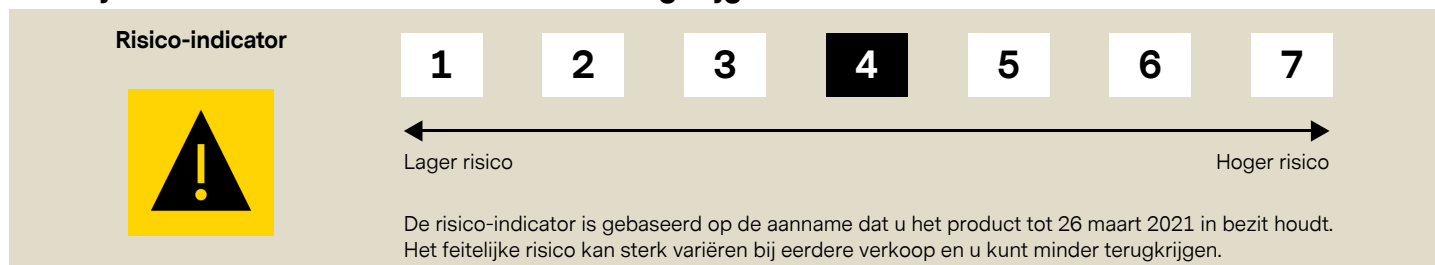 Risico-indicator
1 2 3 4 5 6 7
Lager risico Hoger risico
De risico-indicator is gebaseerd op de aanname dat u het product tot 26 maart 2021 in bezit houdt.
Het feitelijke risico kan sterk variëren bij eerdere verkoop en u kunt minder terugkrijgen.